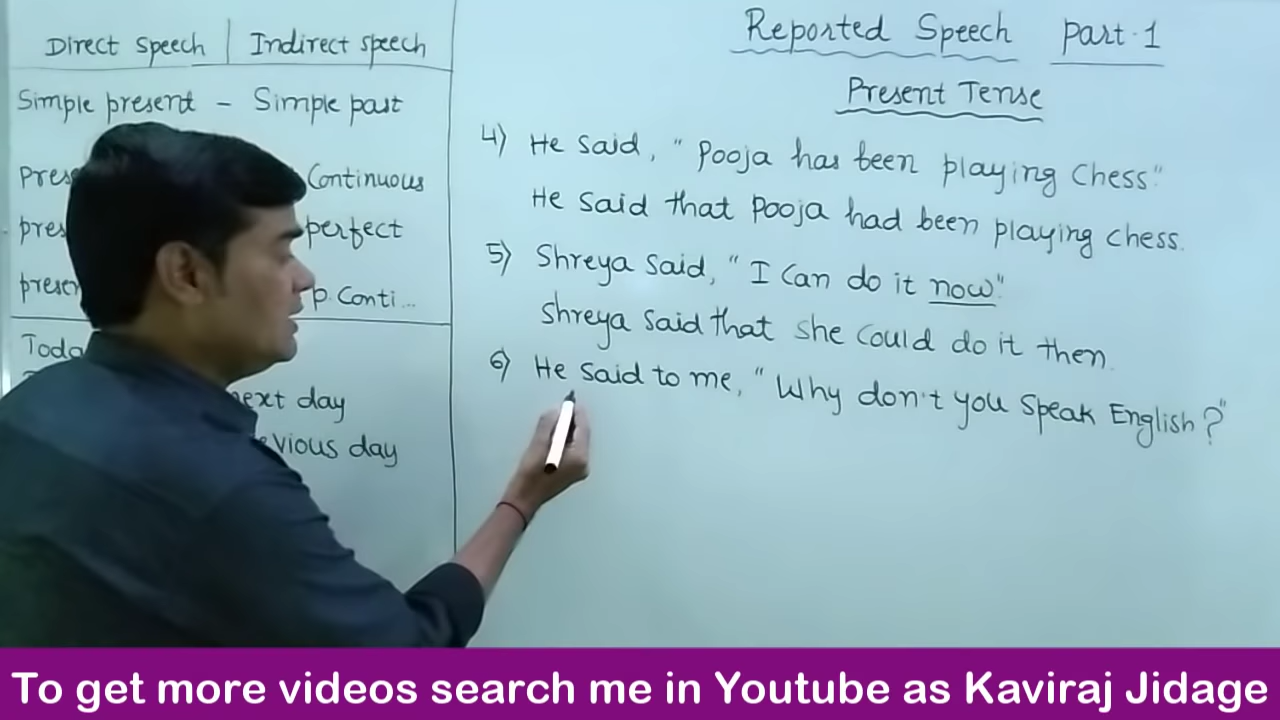 Direct Speech | Indirect speech
Simple present - Simple past
Continuous
perfect
Conti...
day
day
Reported Speech Part.1
Present Tense
4) He said, "Pooja has been playing Chess."
He said that Pooja had been playing chess.
5) Shreya said, "I can do it now."
Shreya said that she could do it then.
6) He said to me, "Why don't you speak English?"
To get more videos search me in Youtube as Kaviraj Jidage